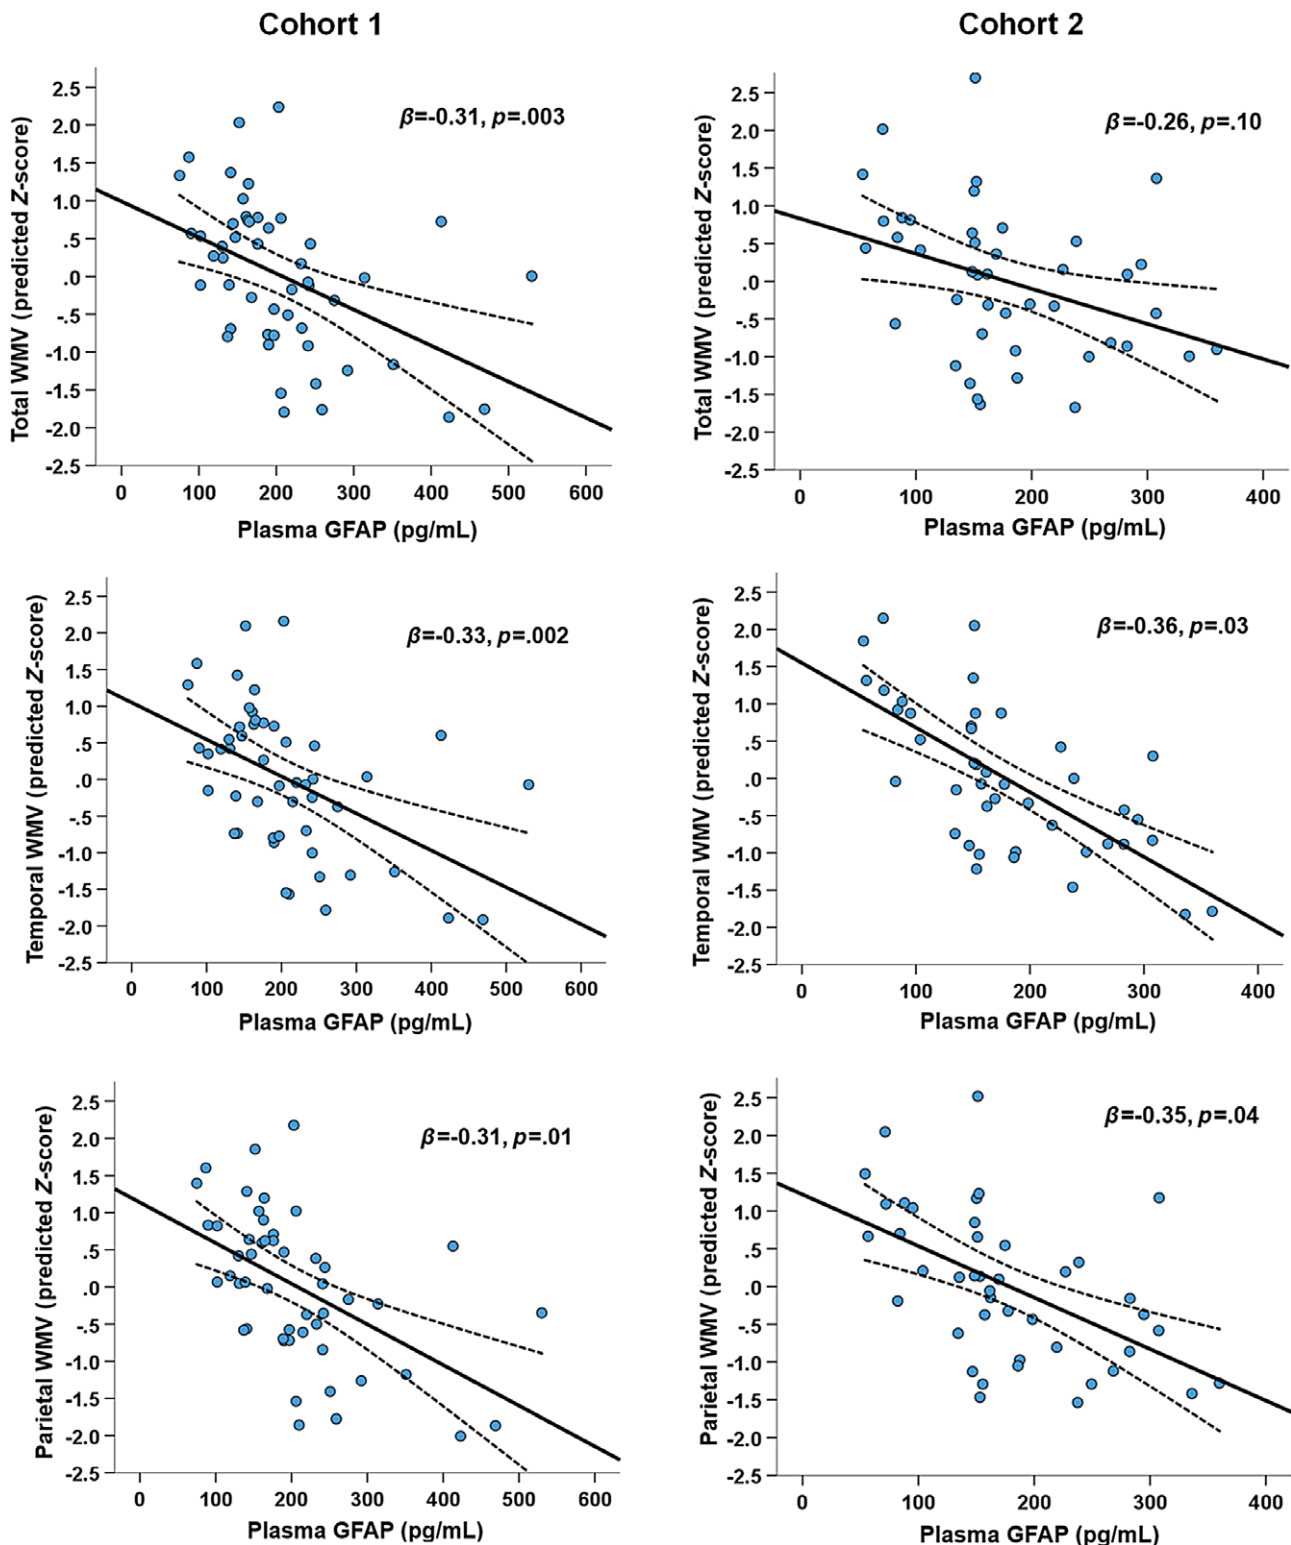 Cohort 1
Cohort 2
Total WMV (predicted Z-score)
2.5
2.0
1.5
1.0
.5
.0
-.5
-1.0
-1.5
-2.0
-2.5
β=-0.31, p=.003
0 100 200 300 400 500 600
Plasma GFAP (pg/mL)
Total WMV (predicted Z-score)
2.5
2.0
1.5
1.0
.5
.0
-.5
-1.0
-1.5
-2.0
-2.5
β=-0.26, p=.10
0 100 200 300 400
Plasma GFAP (pg/mL)
Temporal WMV (predicted Z-score)
2.5
2.0
1.5
1.0
.5
.0
-.5
-1.0
-1.5
-2.0
-2.5
β=-0.33, p=.002
0 100 200 300 400 500 600
Plasma GFAP (pg/mL)
Temporal WMV (predicted Z-score)
2.5
2.0
1.5
1.0
.5
.0
-.5
-1.0
-1.5
-2.0
-2.5
β=-0.36, p=.03
0 100 200 300 400
Plasma GFAP (pg/mL)
Parietal WMV (predicted Z-score)
2.5
2.0
1.5
1.0
.5
.0
-.5
-1.0
-1.5
-2.0
-2.5
β=-0.31, p=.01
0 100 200 300 400 500 600
Plasma GFAP (pg/mL)
Parietal WMV (predicted Z-score)
2.5
2.0
1.5
1.0
.5
.0
-.5
-1.0
-1.5
-2.0
-2.5
β=-0.35, p=.04
0 100 200 300 400
Plasma GFAP (pg/mL)